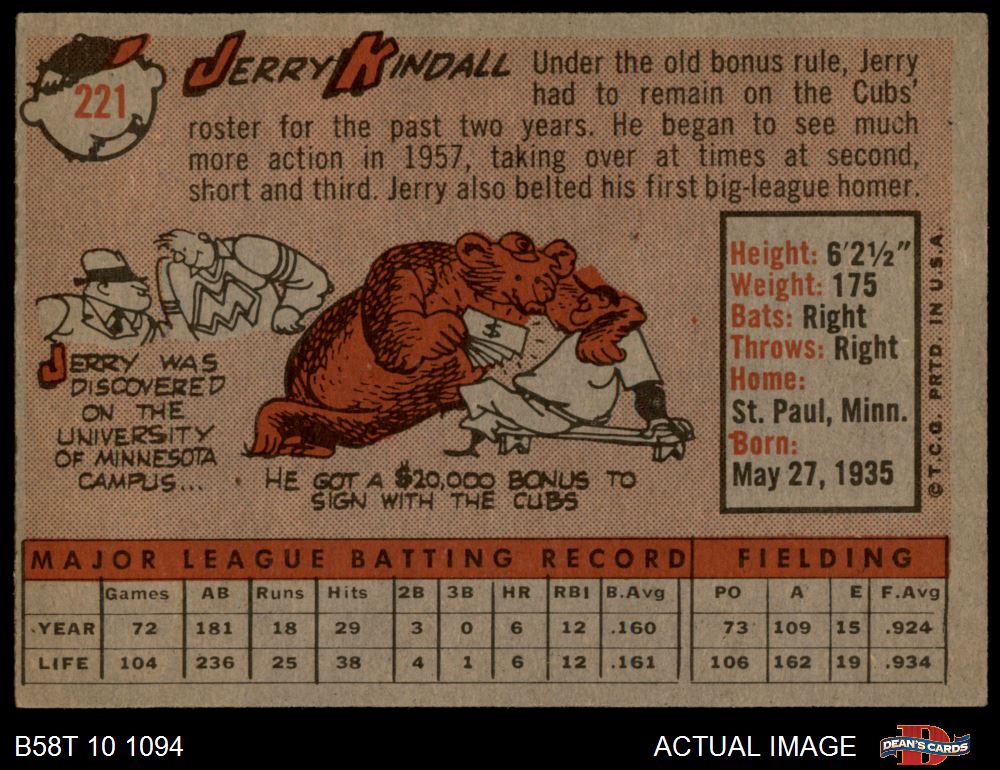 221
JERRY KINDALL
Under the old bonus rule, Jerry
had to remain on the Cubs'
roster for the past two years. He began to see much
more action in 1957, taking over at times at second,
short and third. Jerry also belted his first big-league homer.
JERRY WAS
DISCOVERED
ON THE
UNIVERSITY
OF MINNESOTA
CAMPUS...
$
HE GOT A $20,000 BONUS TO
SIGN WITH THE CUBS
Height: 6'2½"
Weight: 175
Bats: Right
Throws: Right
Home:
St. Paul, Minn.
Born:
May 27, 1935
© T.C.G. PRTD. IN U.S.A.
MAJOR LEAGUE BATTING RECORD FIELDING
Games AB Runs Hits 2B 3B HR RBI B.Avg PO A E F.Avg
YEAR 72 181 18 29 3 0 6 12 .160 73 109 15 .924
LIFE 104 236 25 38 4 1 6 12 .161 106 162 19 .934
B58T 10 1094
ACTUAL IMAGE
D
DEAN'S CARDS